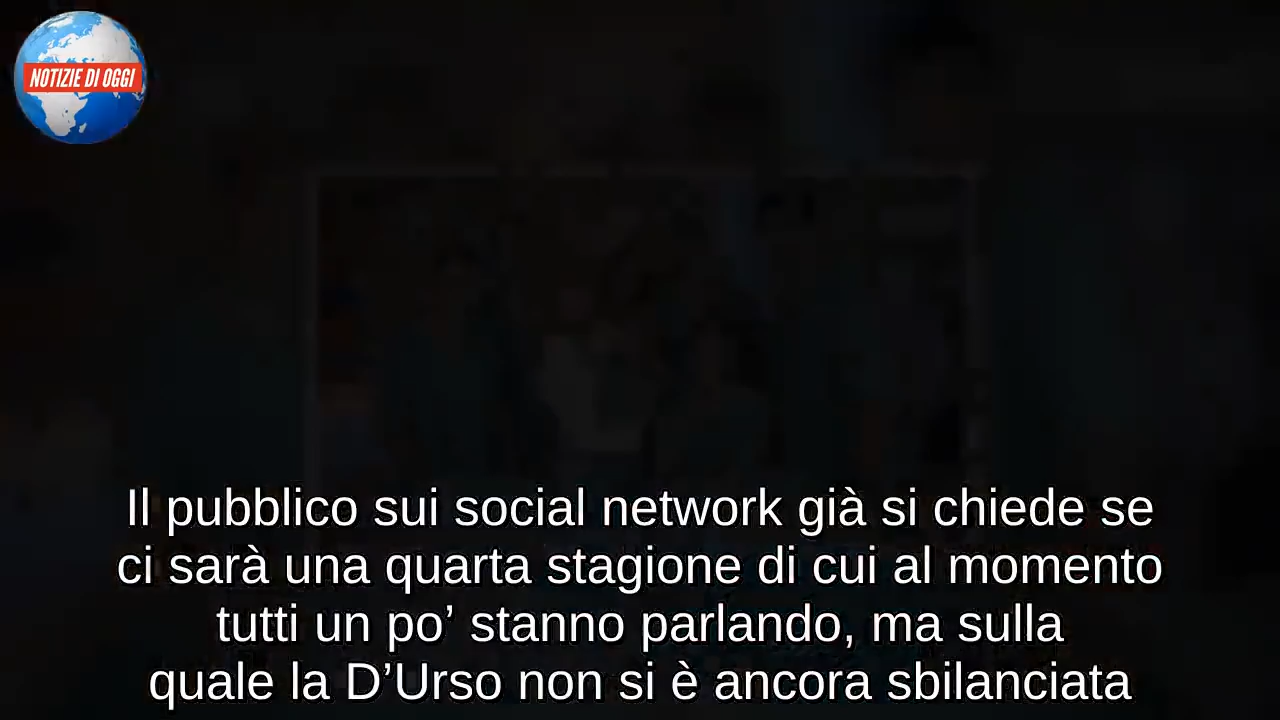 NOTIZIE DI OGGI
Il pubblico sui social network già si chiede se
ci sarà una quarta stagione di cui al momento
tutti un po’ stanno parlando, ma sulla
quale la D’Urso non si è ancora sbilanciata